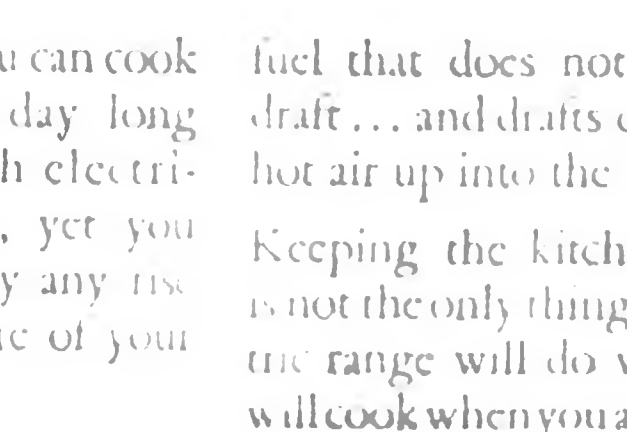 u can cook
day long
h electri-
, yet you
y any rise
of your
fuel that does not
draft... and drafts
hot air up into the
Keeping the kitch
is not the only thing
range will do
will cook when you a